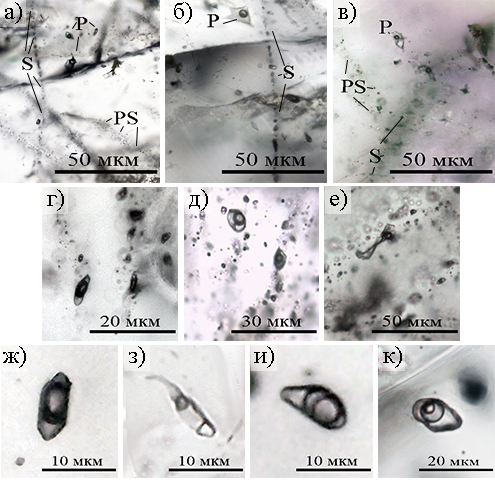 а)
P
S
PS
50 мкм
б)
P
S
50 мкм
в)
P
PS
S
50 мкм
г)
20 мкм
д)
30 мкм
е)
50 мкм
ж)
10 мкм
з)
10 мкм
и)
10 мкм
к)
20 мкм